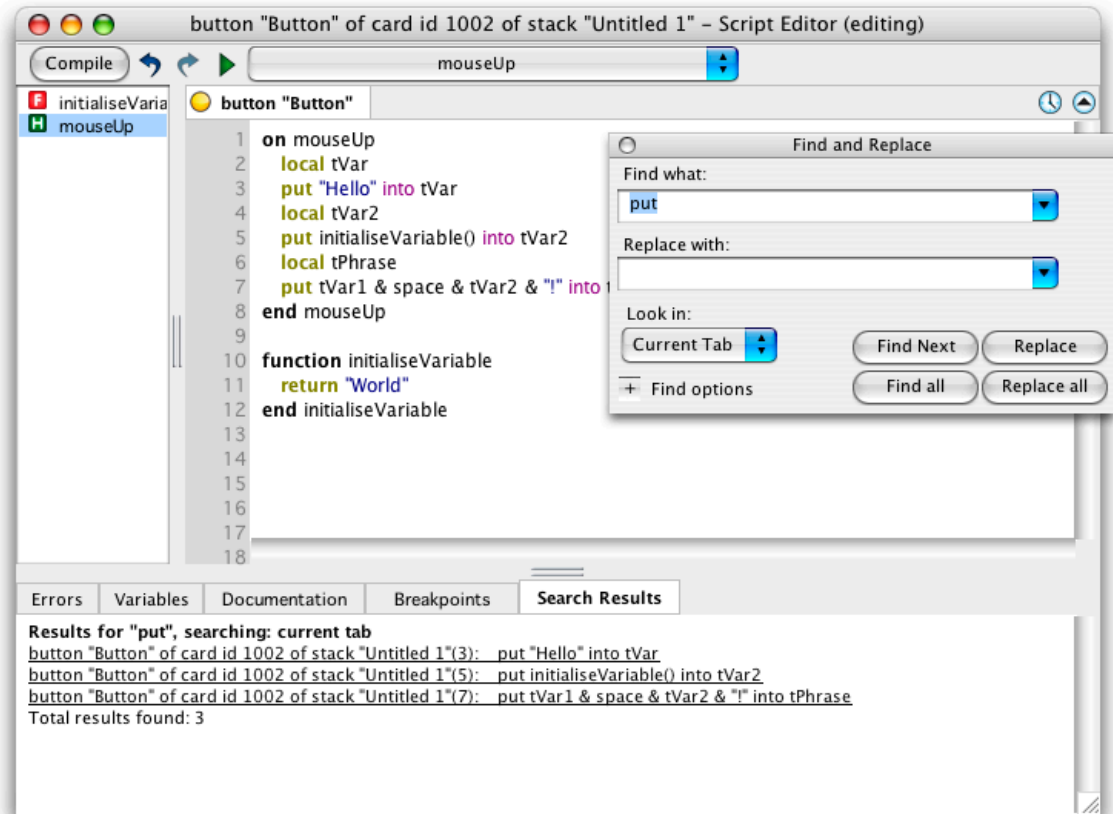 button "Button" of card id 1002 of stack "Untitled 1" – Script Editor (editing)
Compile
mouseUp
F initialiseVaria
H mouseUp
button "Button"
1 on mouseUp
2 local tVar
3 put "Hello" into tVar
4 local tVar2
5 put initialiseVariable() into tVar2
6 local tPhrase
7 put tVar1 & space & tVar2 & "!" into t
8 end mouseUp
9
10 function initialiseVariable
11 return "World"
12 end initialiseVariable
13
14
15
16
17
18
Find and Replace
Find what:
put
Replace with:
Look in:
Current Tab
Find Next
Replace
+ Find options
Find all
Replace all
Errors Variables Documentation Breakpoints Search Results
Results for "put", searching: current tab
button "Button" of card id 1002 of stack "Untitled 1"(3): put "Hello" into tVar
button "Button" of card id 1002 of stack "Untitled 1"(5): put initialiseVariable() into tVar2
button "Button" of card id 1002 of stack "Untitled 1"(7): put tVar1 & space & tVar2 & "!" into tPhrase
Total results found: 3